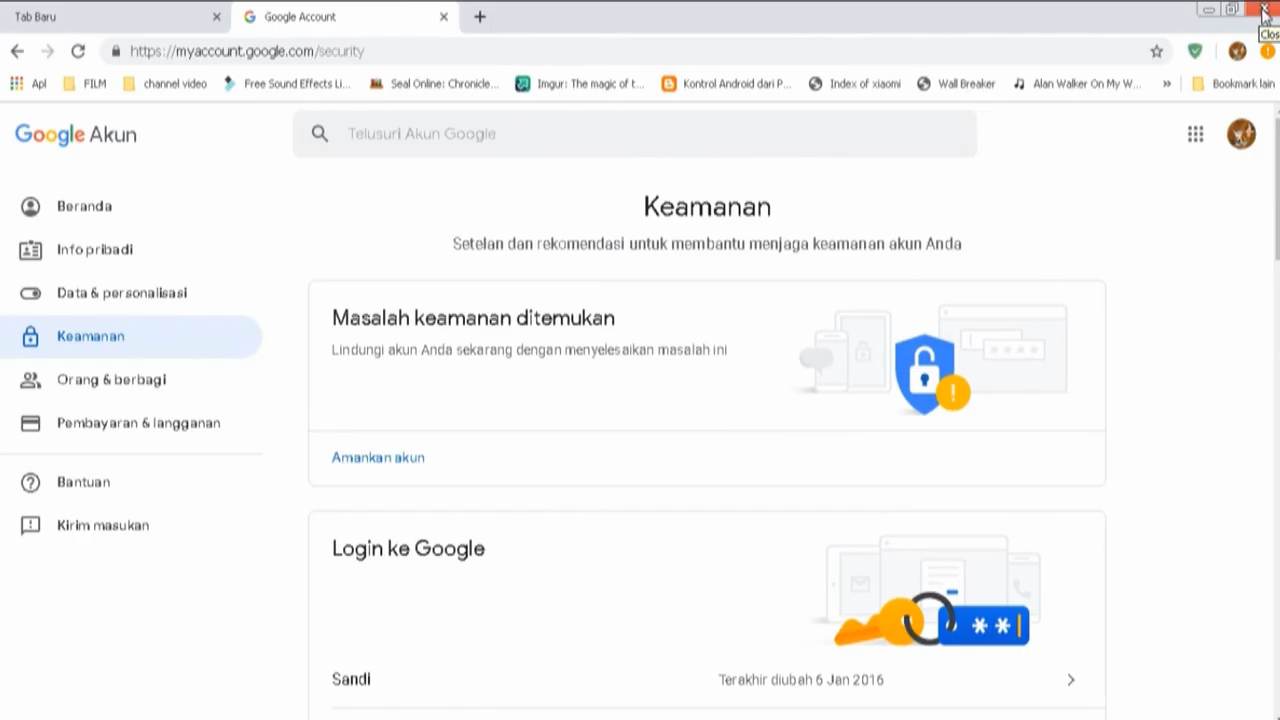 Tab Baru
Google Account
Clos
https://myaccount.google.com/security
Apl
FILM
channel video
Free Sound Effects Li...
Seal Online: Chronicle...
Imgur: The magic of t...
Kontrol Android dari P...
Index of xiaomi
Wall Breaker
Alan Walker On My W...
»
Bookmark lain
Google Akun
Telusuri Akun Google
Beranda
Info pribadi
Data & personalisasi
Keamanan
Orang & berbagi
Pembayaran & langganan
Bantuan
Kirim masukan
Keamanan
Setelan dan rekomendasi untuk membantu menjaga keamanan akun Anda
Masalah keamanan ditemukan
Lindungi akun Anda sekarang dengan menyelesaikan masalah ini
Amankan akun
Login ke Google
Sandi
Terakhir diubah 6 Jan 2016